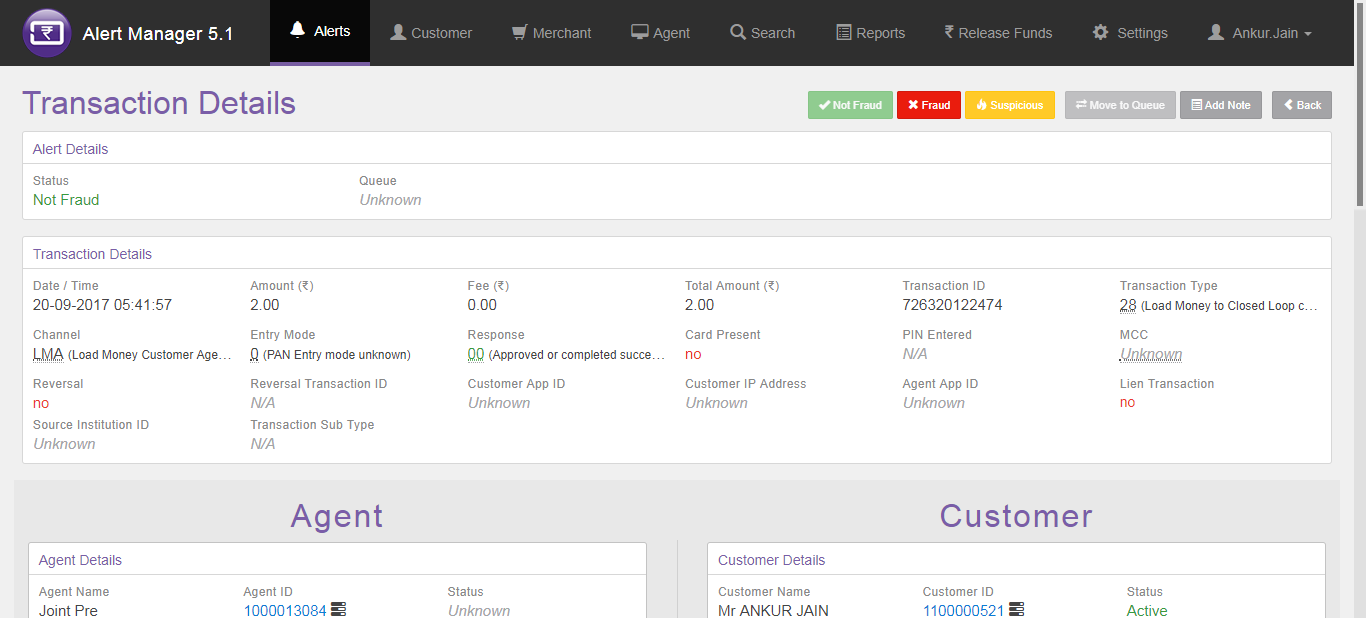 ₹ Alert Manager 5.1 Alerts Customer Merchant Agent Search Reports ₹ Release Funds Settings Ankur.Jain
Transaction Details Not Fraud Fraud Suspicious Move to Queue Add Note Back
Alert Details
Status Queue
Not Fraud Unknown
Transaction Details
Date / Time Amount (₹) Fee (₹) Total Amount (₹) Transaction ID Transaction Type
20-09-2017 05:41:57 2.00 0.00 2.00 726320122474 28 (Load Money to Closed Loop c...
Channel Entry Mode Response Card Present PIN Entered MCC
LMA (Load Money Customer Age... 0 (PAN Entry mode unknown) 00 (Approved or completed succe... no N/A Unknown
Reversal Reversal Transaction ID Customer App ID Customer IP Address Agent App ID Lien Transaction
no N/A Unknown Unknown Unknown no
Source Institution ID Transaction Sub Type
Unknown N/A
Agent Customer
Agent Details Customer Details
Agent Name Agent ID Status Customer Name Customer ID Status
Joint Pre 1000013084 Unknown Mr ANKUR JAIN 1100000521 Active